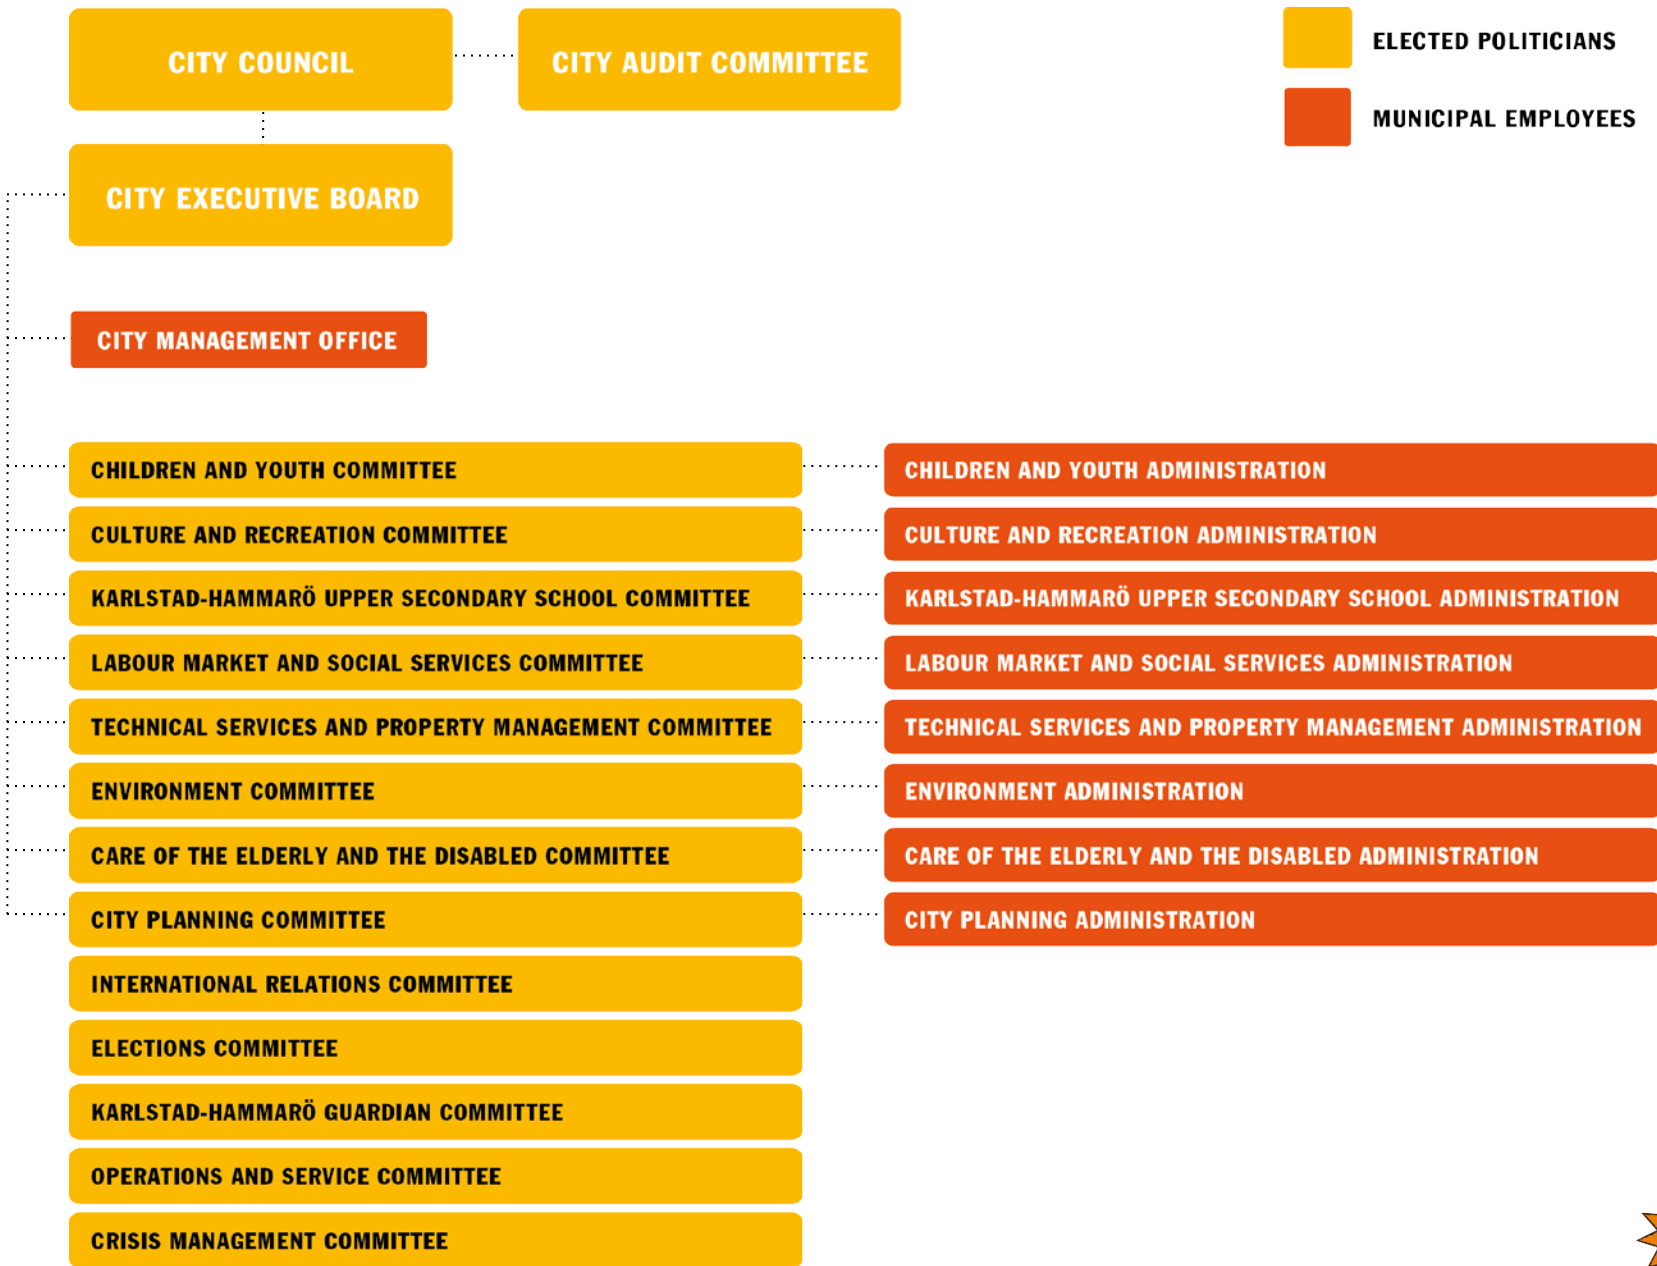 CITY COUNCIL
CITY AUDIT COMMITTEE
ELECTED POLITICIANS
MUNICIPAL EMPLOYEES
CITY EXECUTIVE BOARD
CITY MANAGEMENT OFFICE
CHILDREN AND YOUTH COMMITTEE
CHILDREN AND YOUTH ADMINISTRATION
CULTURE AND RECREATION COMMITTEE
CULTURE AND RECREATION ADMINISTRATION
KARLSTAD-HAMMARÖ UPPER SECONDARY SCHOOL COMMITTEE
KARLSTAD-HAMMARÖ UPPER SECONDARY SCHOOL ADMINISTRATION
LABOUR MARKET AND SOCIAL SERVICES COMMITTEE
LABOUR MARKET AND SOCIAL SERVICES ADMINISTRATION
TECHNICAL SERVICES AND PROPERTY MANAGEMENT COMMITTEE
TECHNICAL SERVICES AND PROPERTY MANAGEMENT ADMINISTRATION
ENVIRONMENT COMMITTEE
ENVIRONMENT ADMINISTRATION
CARE OF THE ELDERLY AND THE DISABLED COMMITTEE
CARE OF THE ELDERLY AND THE DISABLED ADMINISTRATION
CITY PLANNING COMMITTEE
CITY PLANNING ADMINISTRATION
INTERNATIONAL RELATIONS COMMITTEE
ELECTIONS COMMITTEE
KARLSTAD-HAMMARÖ GUARDIAN COMMITTEE
OPERATIONS AND SERVICE COMMITTEE
CRISIS MANAGEMENT COMMITTEE